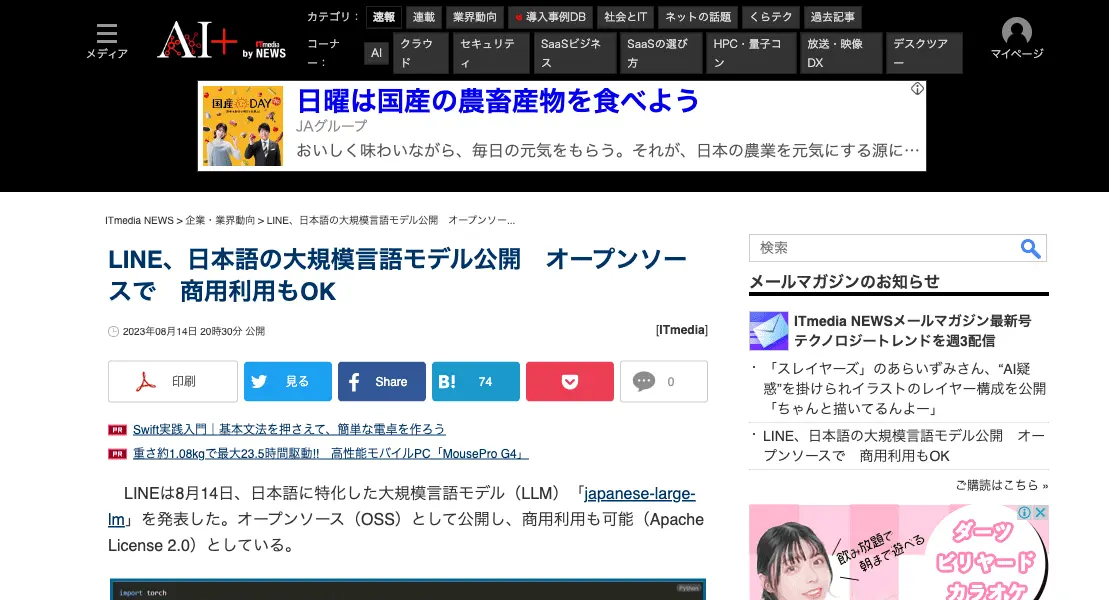 メディア
AI+ by ITmedia NEWS
カテゴリ： 速報 連載 業界動向 導入事例DB 社会とIT ネットの話題 くらテク 過去記事
コーナー： AI クラウド セキュリティ SaaSビジネス SaaSの選び方 HPC・量子コン 放送・映像DX デスクツアー
マイページ
国産 DAY
日曜は国産の農畜産物を食べよう
JAグループ
おいしく味わいながら、毎日の元気をもらう。それが、日本の農業を元気にする源に…
ITmedia NEWS > 企業・業界動向 > LINE、日本語の大規模言語モデル公開　オープンソー...
LINE、日本語の大規模言語モデル公開　オープンソー
スで　商用利用もOK
2023年08月14日 20時30分 公開
[ITmedia]
印刷 見る Share B! 74 0
PR Swift実践入門｜基本文法を押さえて、簡単な電卓を作ろう
PR 重さ約1.08kgで最大23.5時間駆動!!　高性能モバイルPC「MousePro G4」
LINEは8月14日、日本語に特化した大規模言語モデル（LLM）「japanese-large-
lm」を発表した。オープンソース（OSS）として公開し、商用利用も可能（Apache
License 2.0）としている。
import torch
Python
検索
メールマガジンのお知らせ
ITmedia NEWSメールマガジン最新号
テクノロジートレンドを週3配信
・「スレイヤーズ」のあらいずみさん、“AI疑
惑”を掛けられイラストのレイヤー構成を公開
「ちゃんと描いてるんよー」
・LINE、日本語の大規模言語モデル公開　オー
プンソースで　商用利用もOK
ご購読はこちら »
飲み放題で
朝まで遊べる
ダーツ
ビリヤード
カラオケ